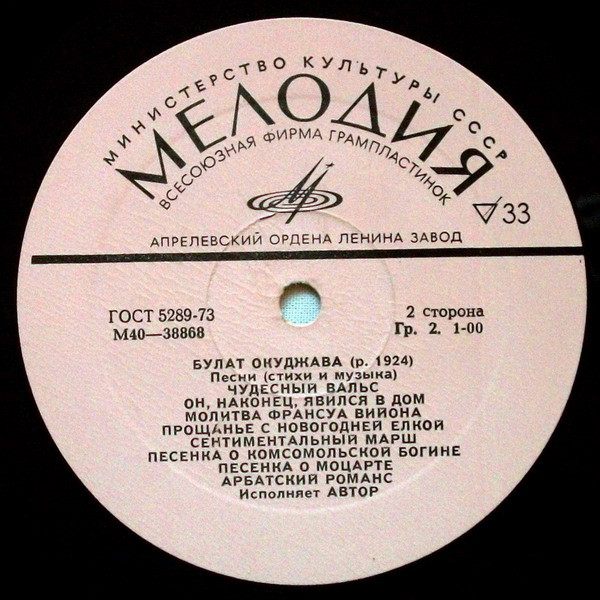 МИНИСТЕРСТВО КУЛЬТУРЫ СССР
МЕЛОДИЯ
ВСЕСОЮЗНАЯ ФИРМА ГРАМПЛАСТИНОК
33
АПРЕЛЕВСКИЙ ОРДЕНА ЛЕНИНА ЗАВОД
ГОСТ 5289-73
М40—38868
2 сторона
Гр. 2. 1-00
БУЛАТ ОКУДЖАВА (р. 1924)
Песни (стихи и музыка)
ЧУДЕСНЫЙ ВАЛЬС
ОН, НАКОНЕЦ, ЯВИЛСЯ В ДОМ
МОЛИТВА ФРАНСУА ВИЙОНА
ПРОЩАНЬЕ С НОВОГОДНЕЙ ЕЛКОЙ
СЕНТИМЕНТАЛЬНЫЙ МАРШ
ПЕСЕНКА О КОМСОМОЛЬСКОЙ БОГИНЕ
ПЕСЕНКА О МОЦАРТЕ
АРБАТСКИЙ РОМАНС
Исполняет АВТОР